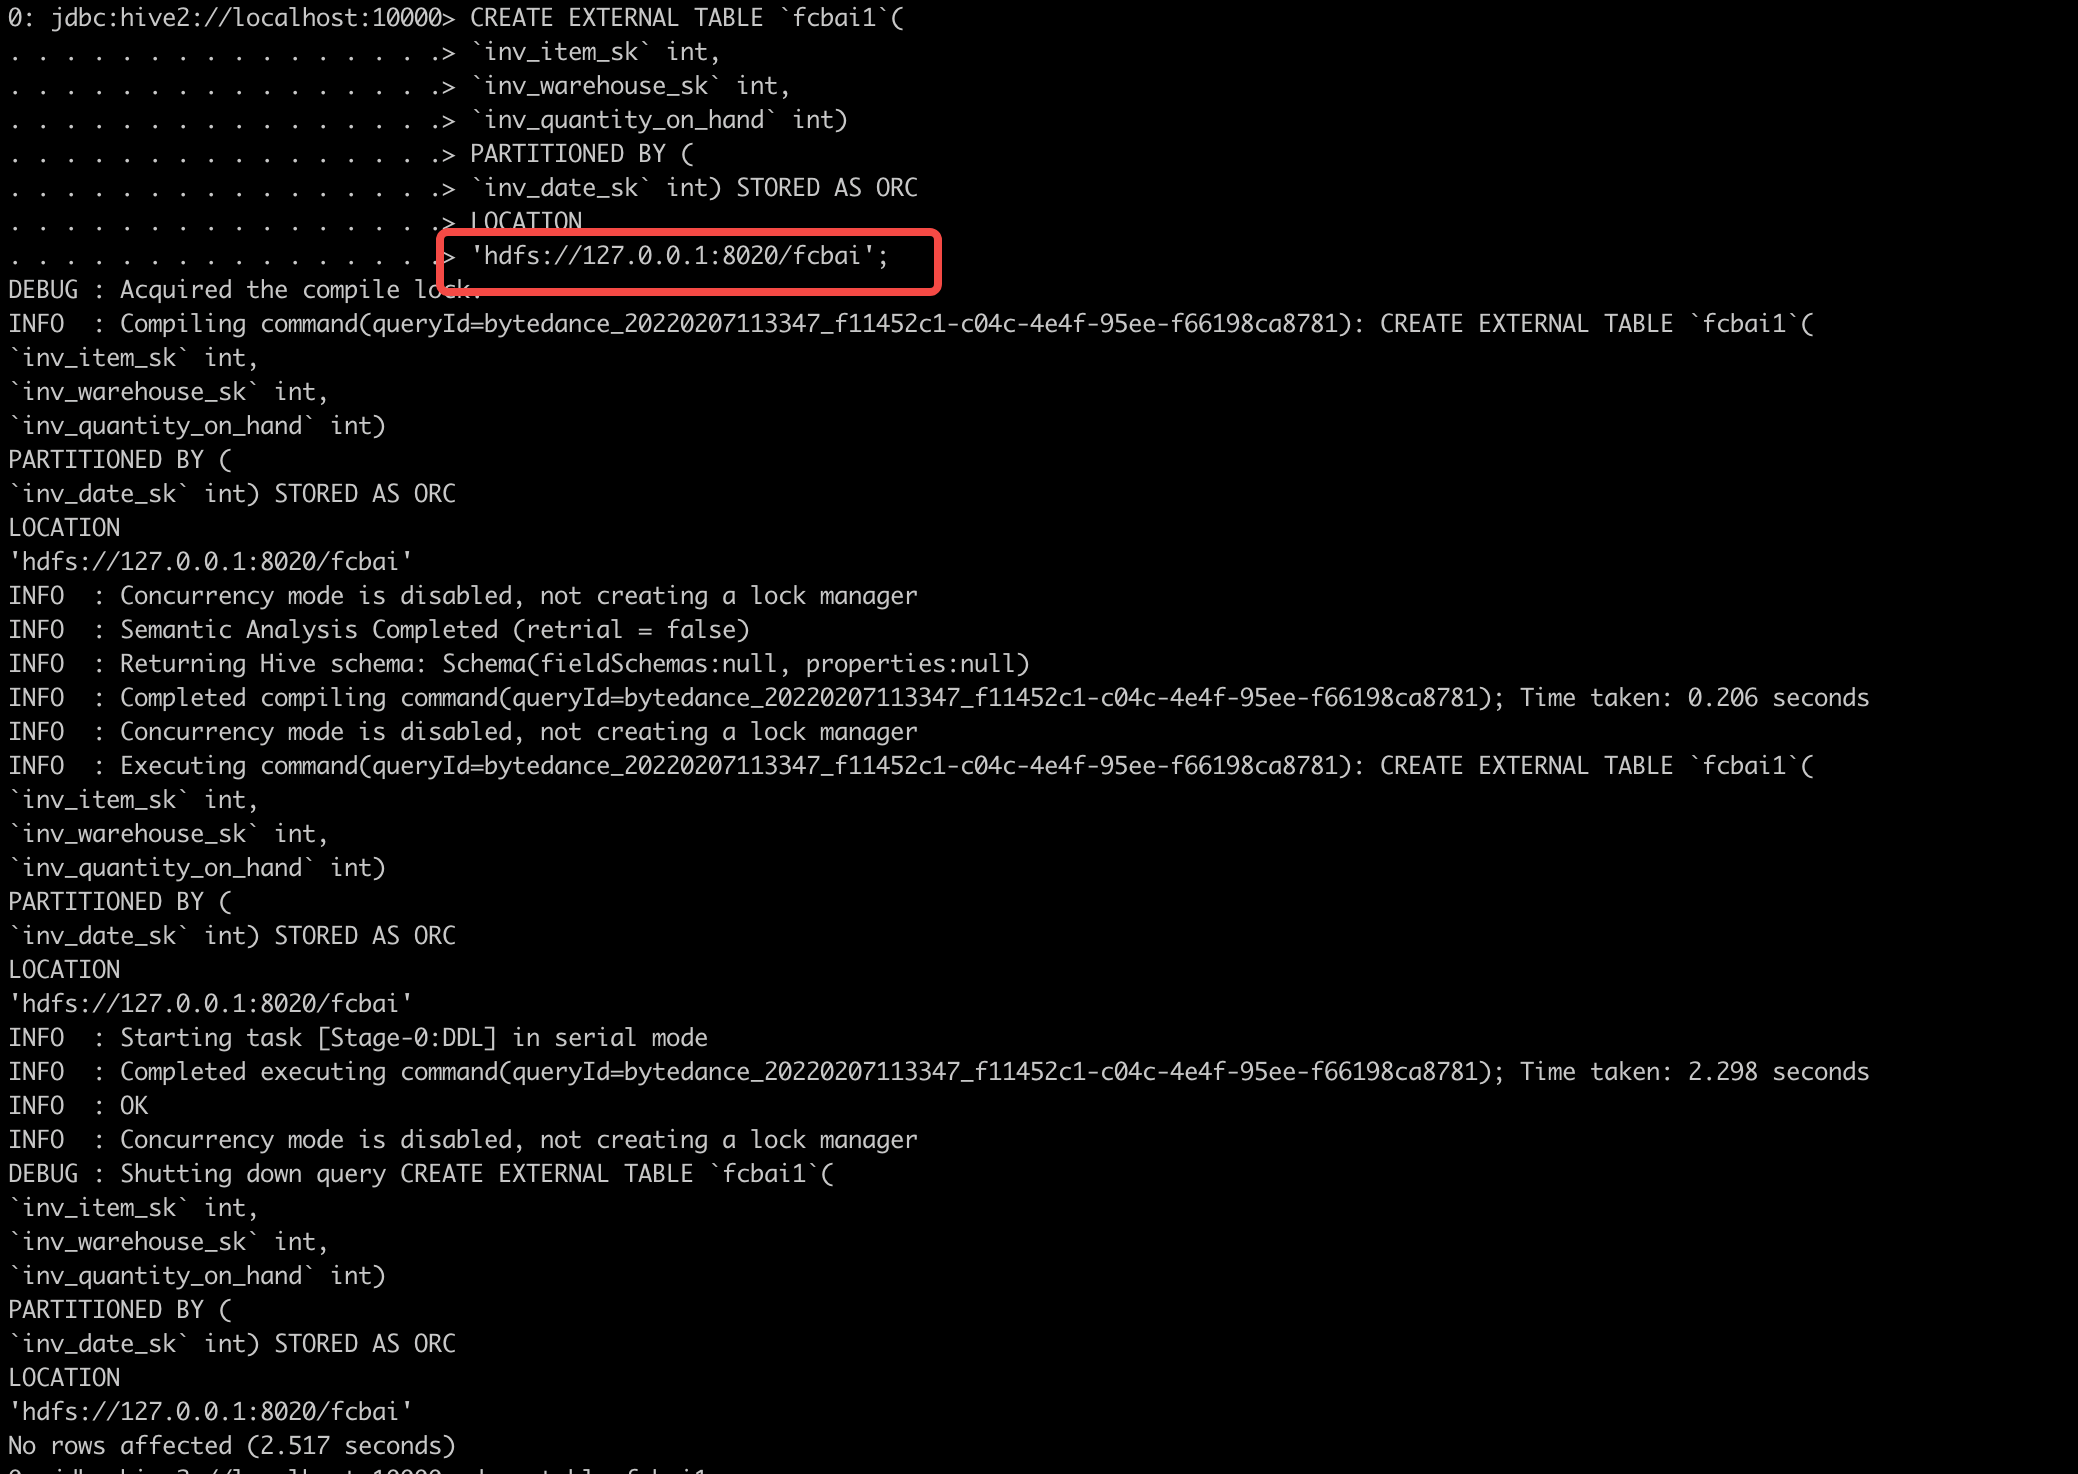 0: jdbc:hive2://localhost:10000> CREATE EXTERNAL TABLE `fcbai1`(
. . . . . . . . . . . . . . . .> `inv_item_sk` int,
. . . . . . . . . . . . . . . .> `inv_warehouse_sk` int,
. . . . . . . . . . . . . . . .> `inv_quantity_on_hand` int)
. . . . . . . . . . . . . . . .> PARTITIONED BY (
. . . . . . . . . . . . . . . .> `inv_date_sk` int) STORED AS ORC
. . . . . . . . . . . . . . . .> LOCATION
. . . . . . . . . . . . . . . .> 'hdfs://127.0.0.1:8020/fcbai';
DEBUG : Acquired the compile lock.
INFO  : Compiling command(queryId=bytedance_20220207113347_f11452c1-c04c-4e4f-95ee-f66198ca8781): CREATE EXTERNAL TABLE `fcbai1`(
`inv_item_sk` int,
`inv_warehouse_sk` int,
`inv_quantity_on_hand` int)
PARTITIONED BY (
`inv_date_sk` int) STORED AS ORC
LOCATION
'hdfs://127.0.0.1:8020/fcbai'
INFO  : Concurrency mode is disabled, not creating a lock manager
INFO  : Semantic Analysis Completed (retrial = false)
INFO  : Returning Hive schema: Schema(fieldSchemas:null, properties:null)
INFO  : Completed compiling command(queryId=bytedance_20220207113347_f11452c1-c04c-4e4f-95ee-f66198ca8781); Time taken: 0.206 seconds
INFO  : Concurrency mode is disabled, not creating a lock manager
INFO  : Executing command(queryId=bytedance_20220207113347_f11452c1-c04c-4e4f-95ee-f66198ca8781): CREATE EXTERNAL TABLE `fcbai1`(
`inv_item_sk` int,
`inv_warehouse_sk` int,
`inv_quantity_on_hand` int)
PARTITIONED BY (
`inv_date_sk` int) STORED AS ORC
LOCATION
'hdfs://127.0.0.1:8020/fcbai'
INFO  : Starting task [Stage-0:DDL] in serial mode
INFO  : Completed executing command(queryId=bytedance_20220207113347_f11452c1-c04c-4e4f-95ee-f66198ca8781); Time taken: 2.298 seconds
INFO  : OK
INFO  : Concurrency mode is disabled, not creating a lock manager
DEBUG : Shutting down query CREATE EXTERNAL TABLE `fcbai1`(
`inv_item_sk` int,
`inv_warehouse_sk` int,
`inv_quantity_on_hand` int)
PARTITIONED BY (
`inv_date_sk` int) STORED AS ORC
LOCATION
'hdfs://127.0.0.1:8020/fcbai'
No rows affected (2.517 seconds)